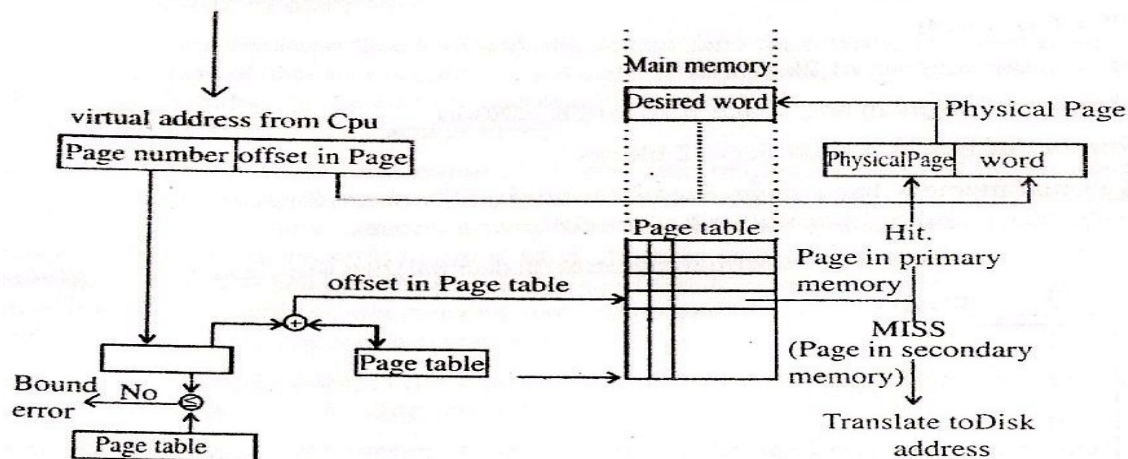 Main memory
Desired word
Physical Page
virtual address from Cpu
Page number offset in Page
PhysicalPage word
Page table
Hit.
Page in primary
memory
offset in Page table
MISS
(Page in secondary
memory)
Page table
Bound
error
No
≤
Page table
Translate toDisk
address